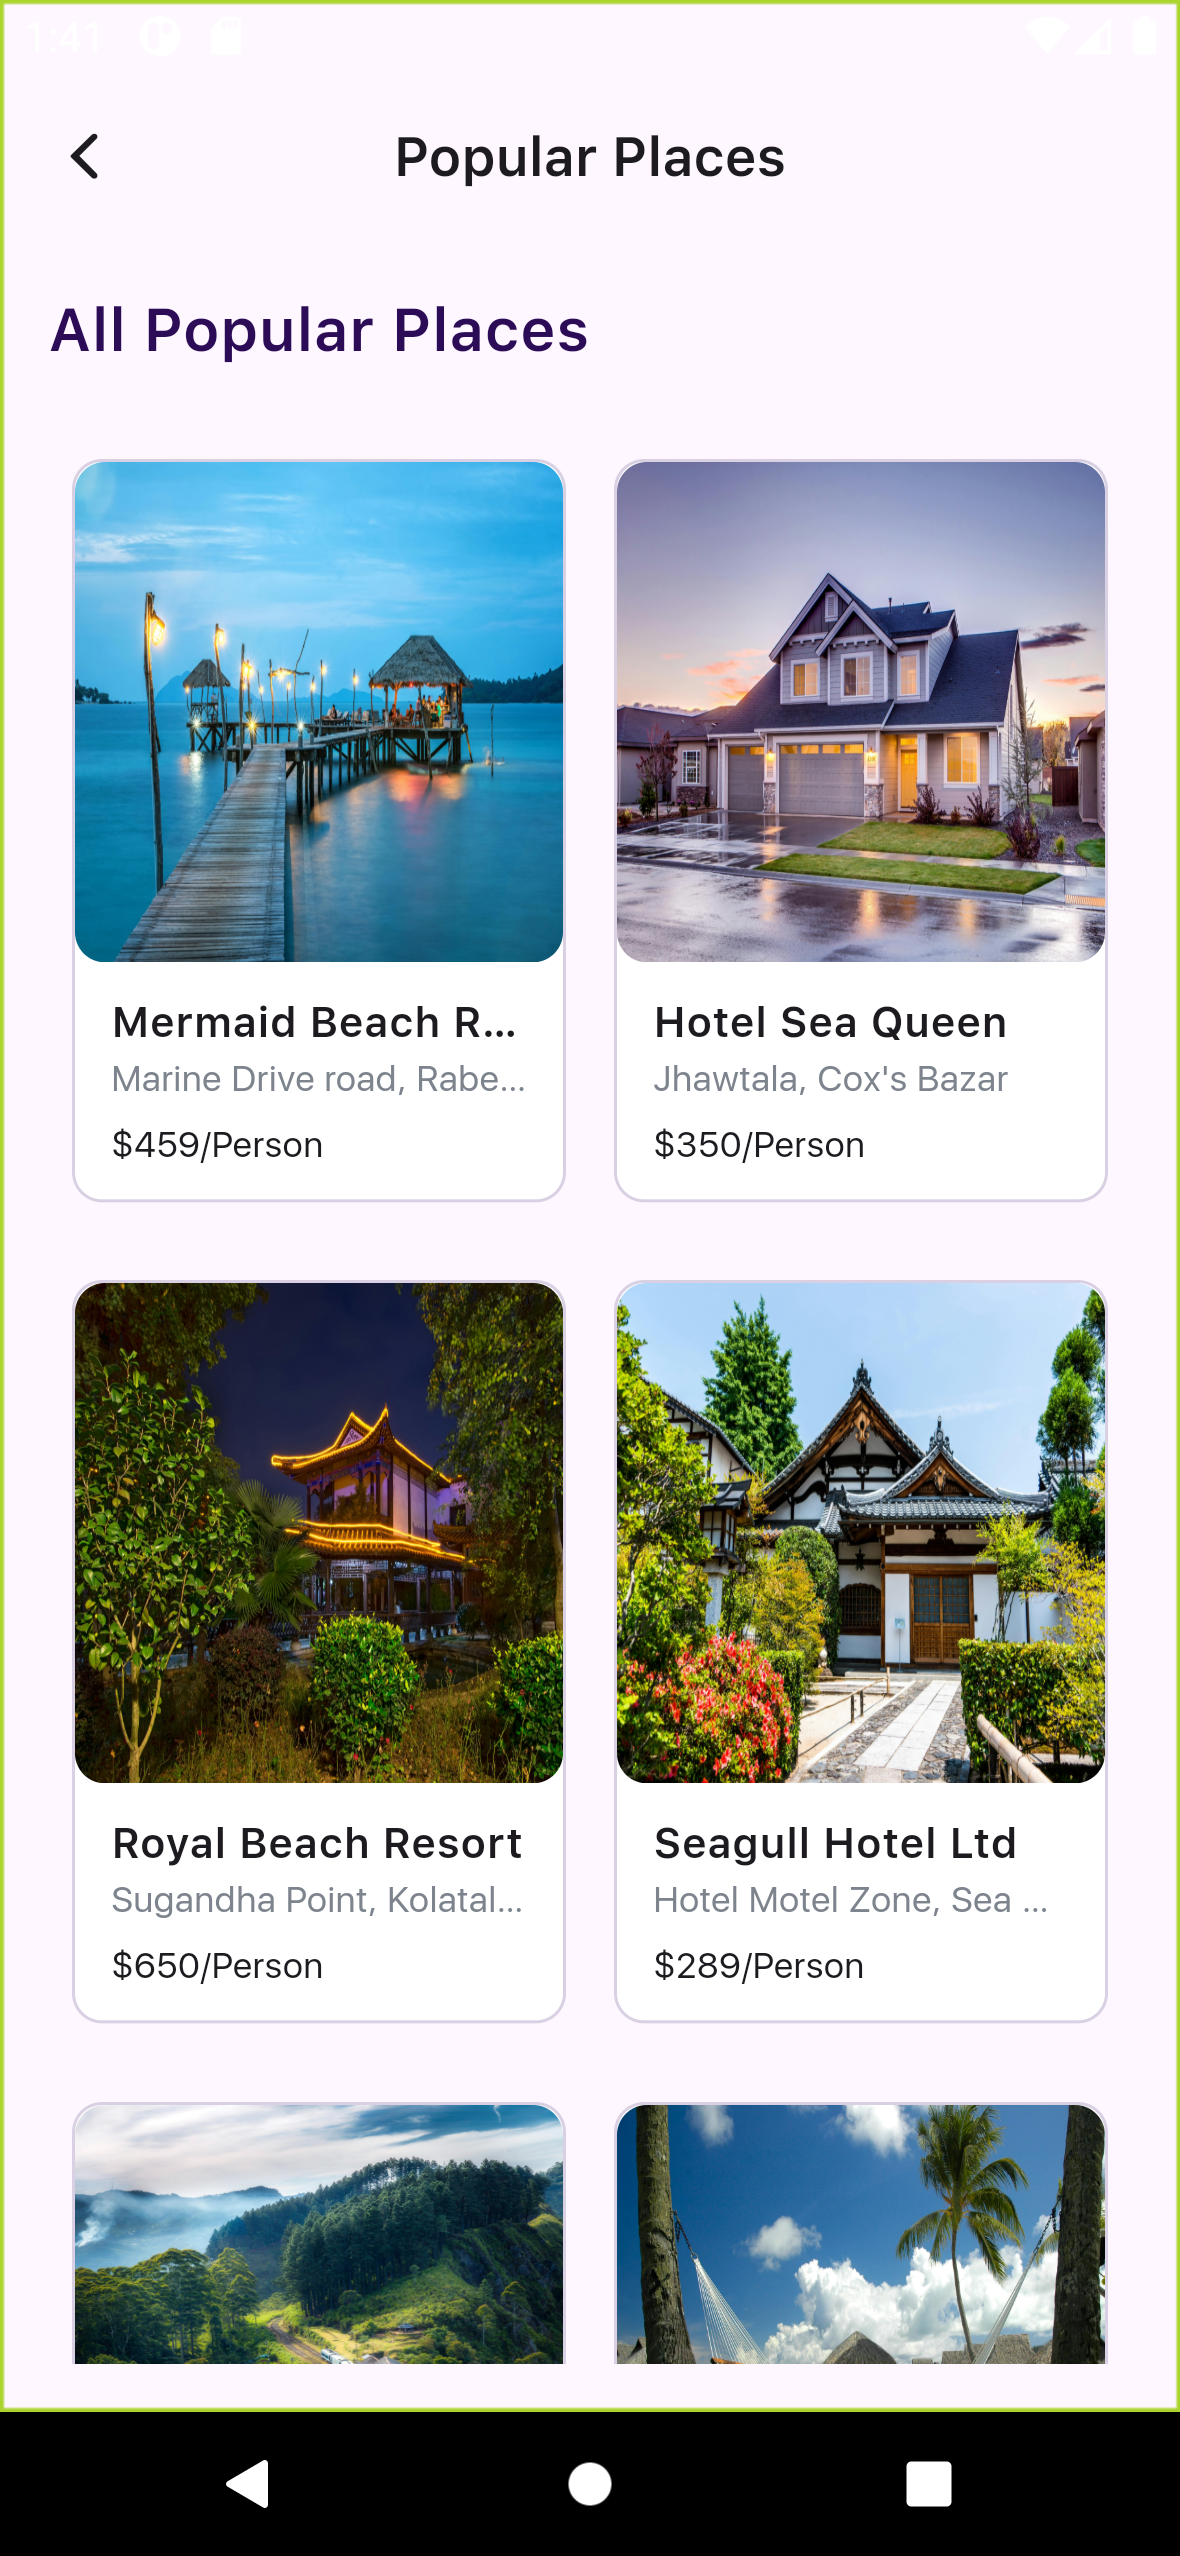 1:41
Popular Places
All Popular Places
Mermaid Beach R...
Marine Drive road, Rabe...
$459/Person
Hotel Sea Queen
Jhawtala, Cox's Bazar
$350/Person
Royal Beach Resort
Sugandha Point, Kolatal...
$650/Person
Seagull Hotel Ltd
Hotel Motel Zone, Sea ...
$289/Person